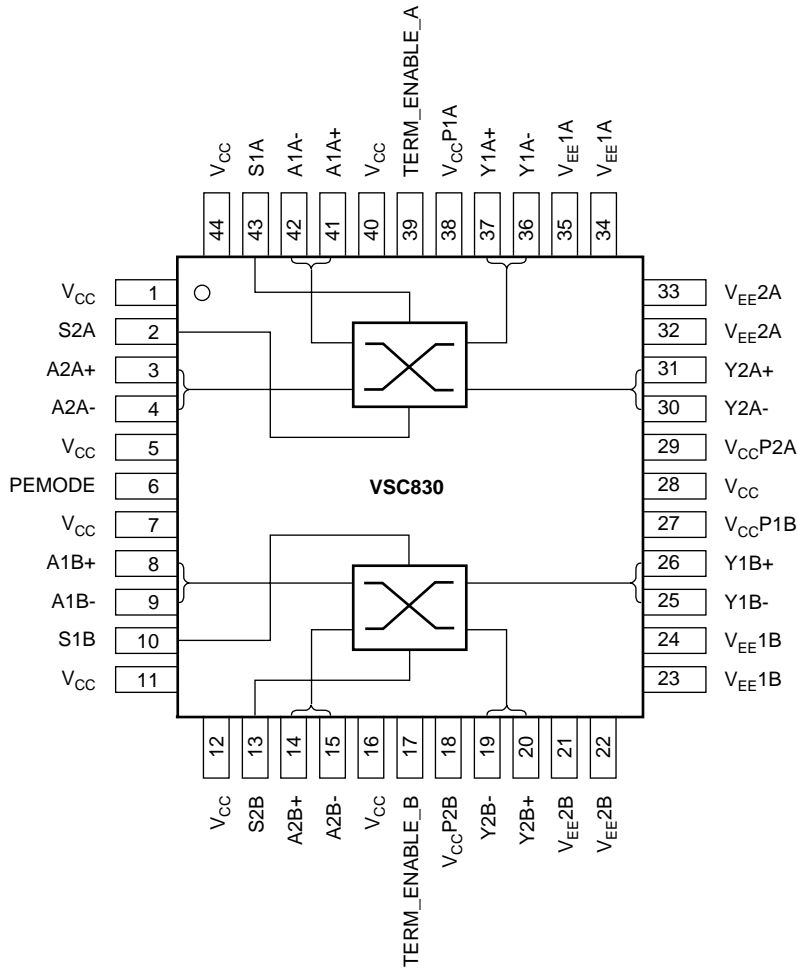 TERM_ENABLE_A
VCC
S1A
A1A-
A1A+
VCC
VCCP1A
Y1A+
Y1A-
VEE1A
VEE1A
44
43
42
41
40
39
38
37
36
35
34
VCC 1
S2A 2
A2A+ 3
A2A- 4
VCC 5
PEMODE 6
VCC 7
A1B+ 8
A1B- 9
S1B 10
VCC 11
VSC830
33 VEE2A
32 VEE2A
31 Y2A+
30 Y2A-
29 VCCP2A
28 VCC
27 VCCP1B
26 Y1B+
25 Y1B-
24 VEE1B
23 VEE1B
12
13
14
15
16
17
18
19
20
21
22
VCC
S2B
A2B+
A2B-
VCC
TERM_ENABLE_B
VCCP2B
Y2B-
Y2B+
VEE2B
VEE2B